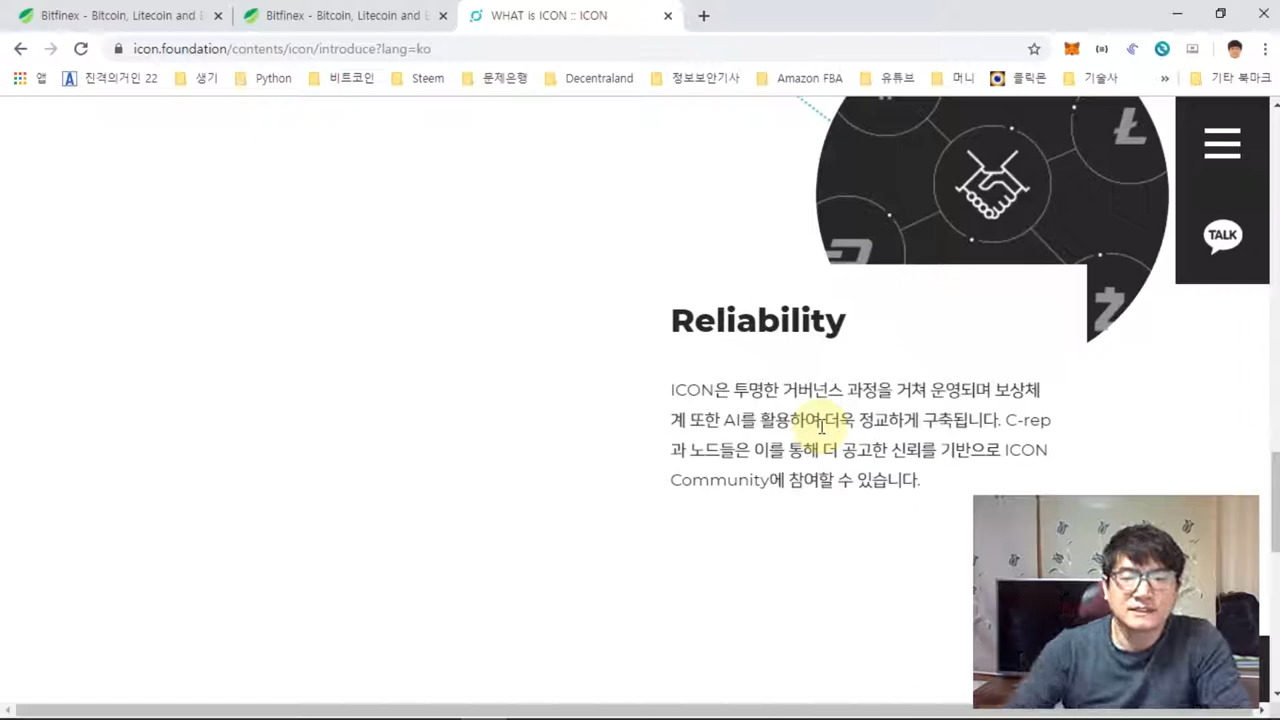 Bitfinex - Bitcoin, Litecoin and E
Bitfinex - Bitcoin, Litecoin and E
WHAT is ICON :: ICON
icon.foundation/contents/icon/introduce?lang=ko
앱
진격의거인 22
생기
Python
비트코인
Steem
문제은행
Decentraland
정보보안기사
Amazon FBA
유튜브
머니
클릭몬
기술사
기타 북마크
TALK
Reliability
ICON은 투명한 거버넌스 과정을 거쳐 운영되며 보상체
계 또한 AI를 활용하여 더욱 정교하게 구축됩니다. C-rep
과 노드들은 이를 통해 더 공고한 신뢰를 기반으로 ICON
Community에 참여할 수 있습니다.